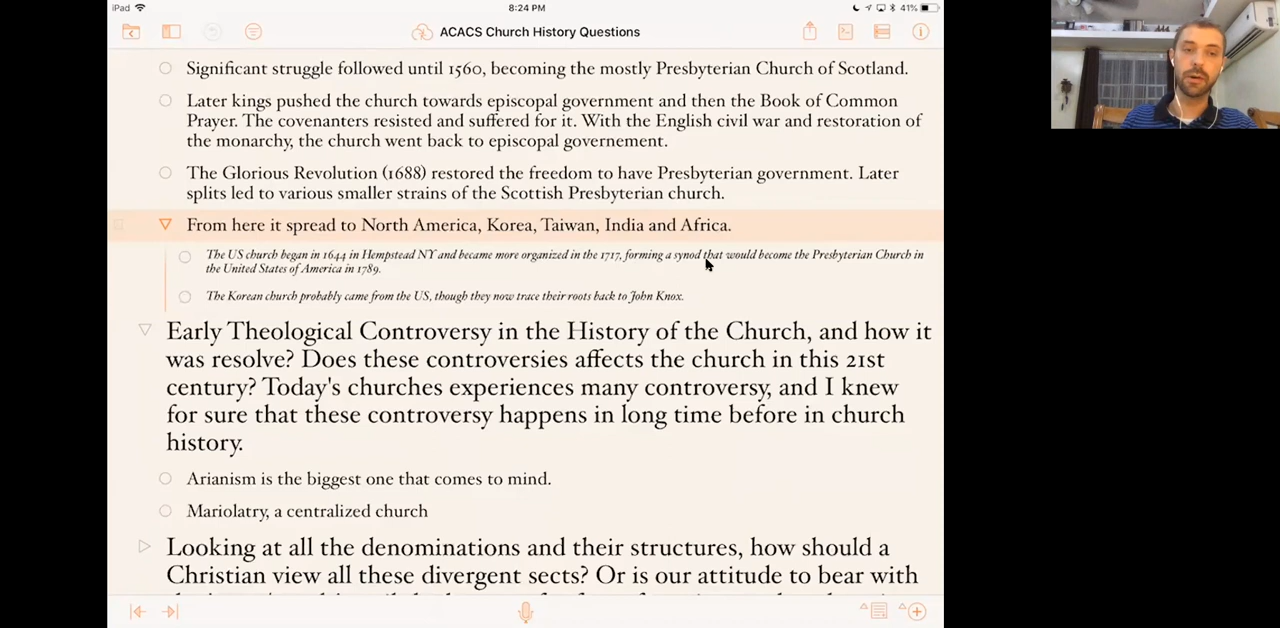 iPad 8:24 PM 41%
ACACS Church History Questions
Significant struggle followed until 1560, becoming the mostly Presbyterian Church of Scotland.
Later kings pushed the church towards episcopal government and then the Book of Common
Prayer. The covenanters resisted and suffered for it. With the English civil war and restoration of
the monarchy, the church went back to episcopal governement.
The Glorious Revolution (1688) restored the freedom to have Presbyterian government. Later
splits led to various smaller strains of the Scottish Presbyterian church.
From here it spread to North America, Korea, Taiwan, India and Africa.
The US church began in 1644 in Hempstead NY and became more organized in the 1717, forming a synod that would become the Presbyterian Church in
the United States of America in 1789.
The Korean church probably came from the US, though they now trace their roots back to John Knox.
Early Theological Controversy in the History of the Church, and how it
was resolve? Does these controversies affects the church in this 21st
century? Today's churches experiences many controversy, and I knew
for sure that these controversy happens in long time before in church
history.
Arianism is the biggest one that comes to mind.
Mariolatry, a centralized church
Looking at all the denominations and their structures, how should a
Christian view all these divergent sects? Or is our attitude to bear with